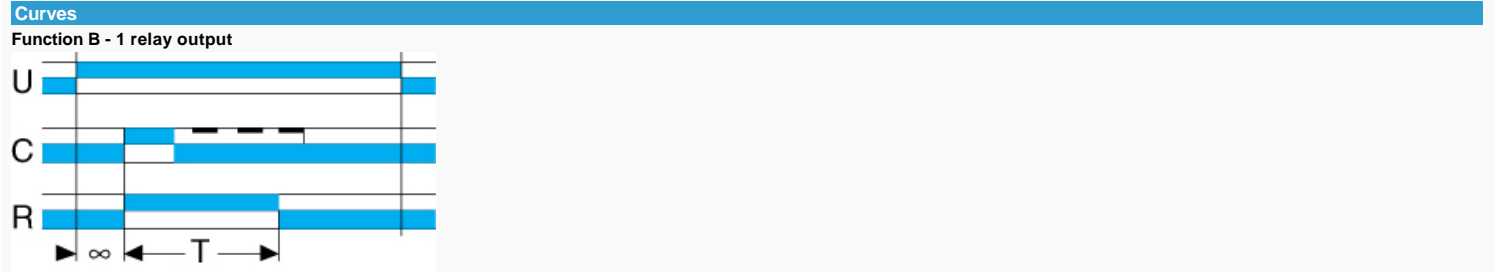 Curves
Function B - 1 relay output
U
C
R
∞ T